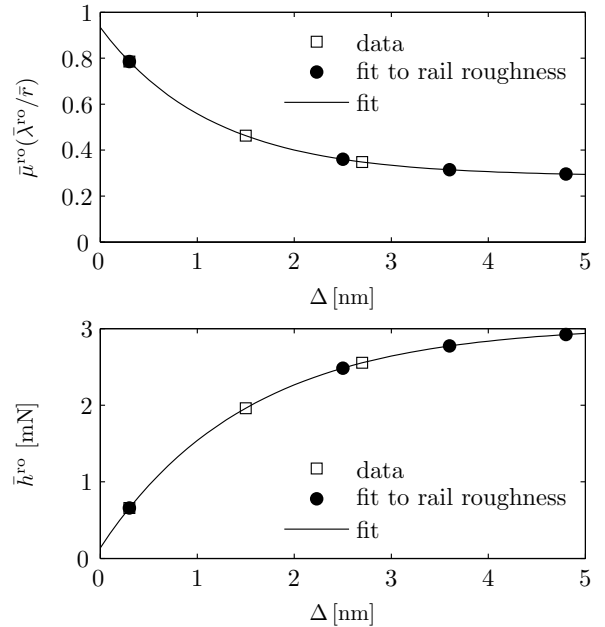 1
0.8
0.6
0.4
0.2
0
μ̄ʳᵒ(λ̄ʳᵒ/r̄)
□ data
● fit to rail roughness
— fit
0 1 2 3 4 5
Δ [nm]
3
2
1
0
h̄ʳᵒ [mN]
□ data
● fit to rail roughness
— fit
0 1 2 3 4 5
Δ [nm]